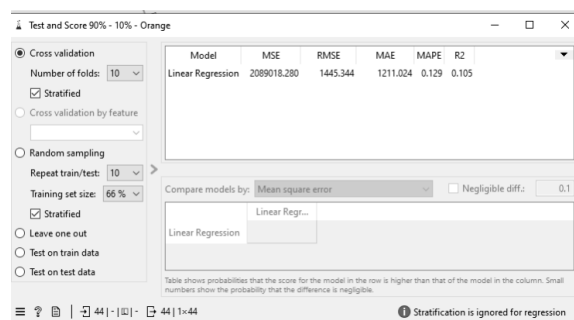 Test and Score 90% - 10% - Orange
Cross validation
Number of folds: 10
Stratified
Cross validation by feature
Random sampling
Repeat train/test: 10
Training set size: 66 %
Stratified
Leave one out
Test on train data
Test on test data
Model MSE RMSE MAE MAPE R2
Linear Regression 2089018.280 1445.344 1211.024 0.129 0.105
Compare models by: Mean square error Negligible diff.: 0.1
Linear Regr...
Linear Regression
Table shows probabilities that the score for the model in the row is higher than that of the model in the column. Small
numbers show the probability that the difference is negligible.
44 | - | - 44 | 1×44
Stratification is ignored for regression